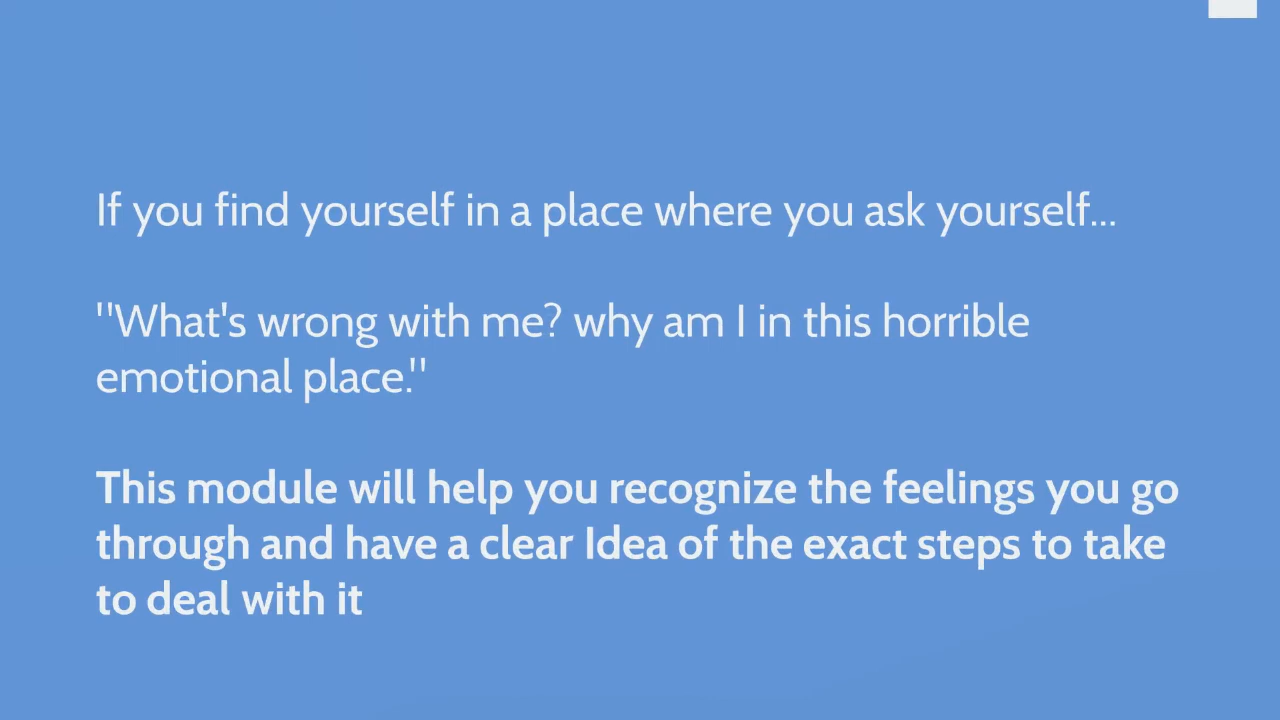 If you find yourself in a place where you ask yourself...
"What's wrong with me? why am I in this horrible
emotional place."
This module will help you recognize the feelings you go
through and have a clear Idea of the exact steps to take
to deal with it